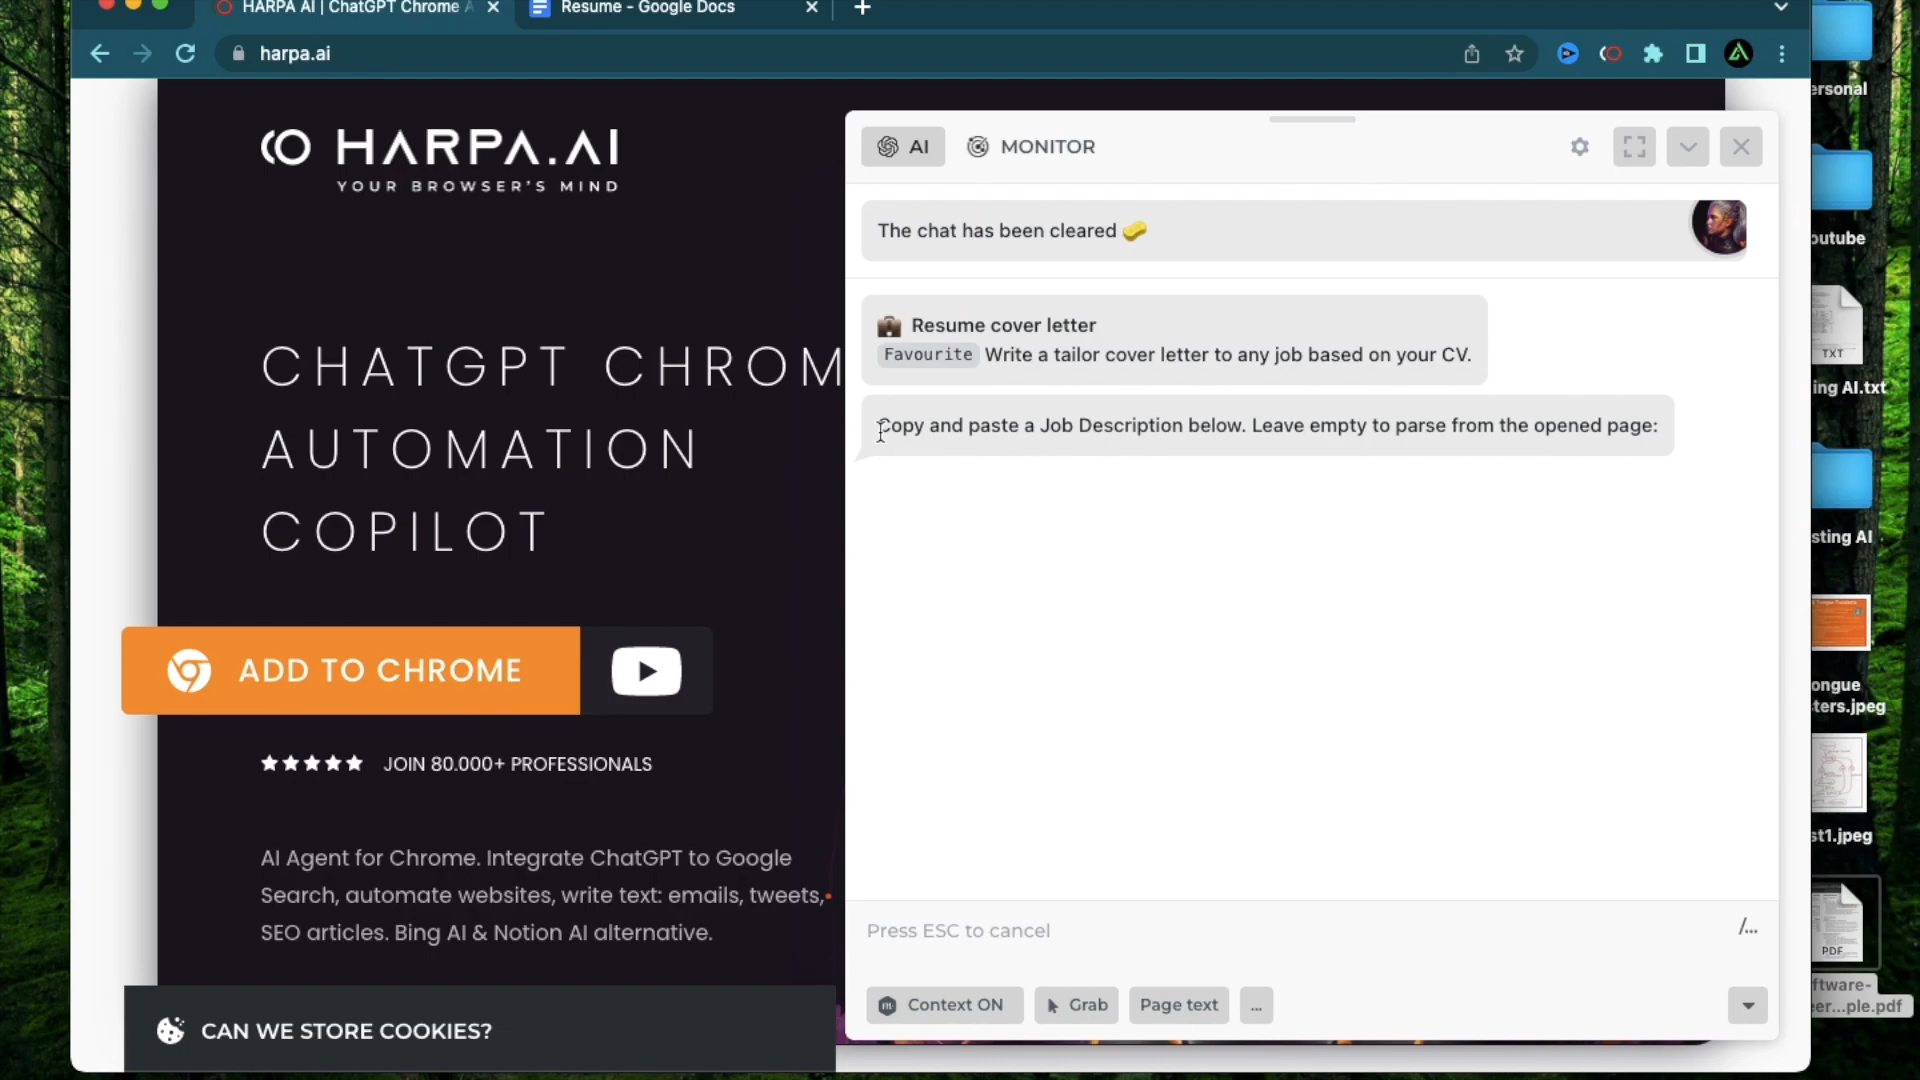 HARPA AI | ChatGPT Chrome A
Resume - Google Docs
harpa.ai
HARPA.AI
YOUR BROWSER'S MIND
CHATGPT CHROM
AUTOMATION
COPILOT
ADD TO CHROME
JOIN 80.000+ PROFESSIONALS
AI Agent for Chrome. Integrate ChatGPT to Google
Search, automate websites, write text: emails, tweets,
SEO articles. Bing AI & Notion AI alternative.
CAN WE STORE COOKIES?
AI
MONITOR
The chat has been cleared
Resume cover letter
Favourite Write a tailor cover letter to any job based on your CV.
Copy and paste a Job Description below. Leave empty to parse from the opened page:
Press ESC to cancel
/...
Context ON
Grab
Page text
...
ersonal
outube
TXT
ing AI.txt
sting AI
ongue
ters.jpeg
st1.jpeg
PDF
ftware-
eer...ple.pdf